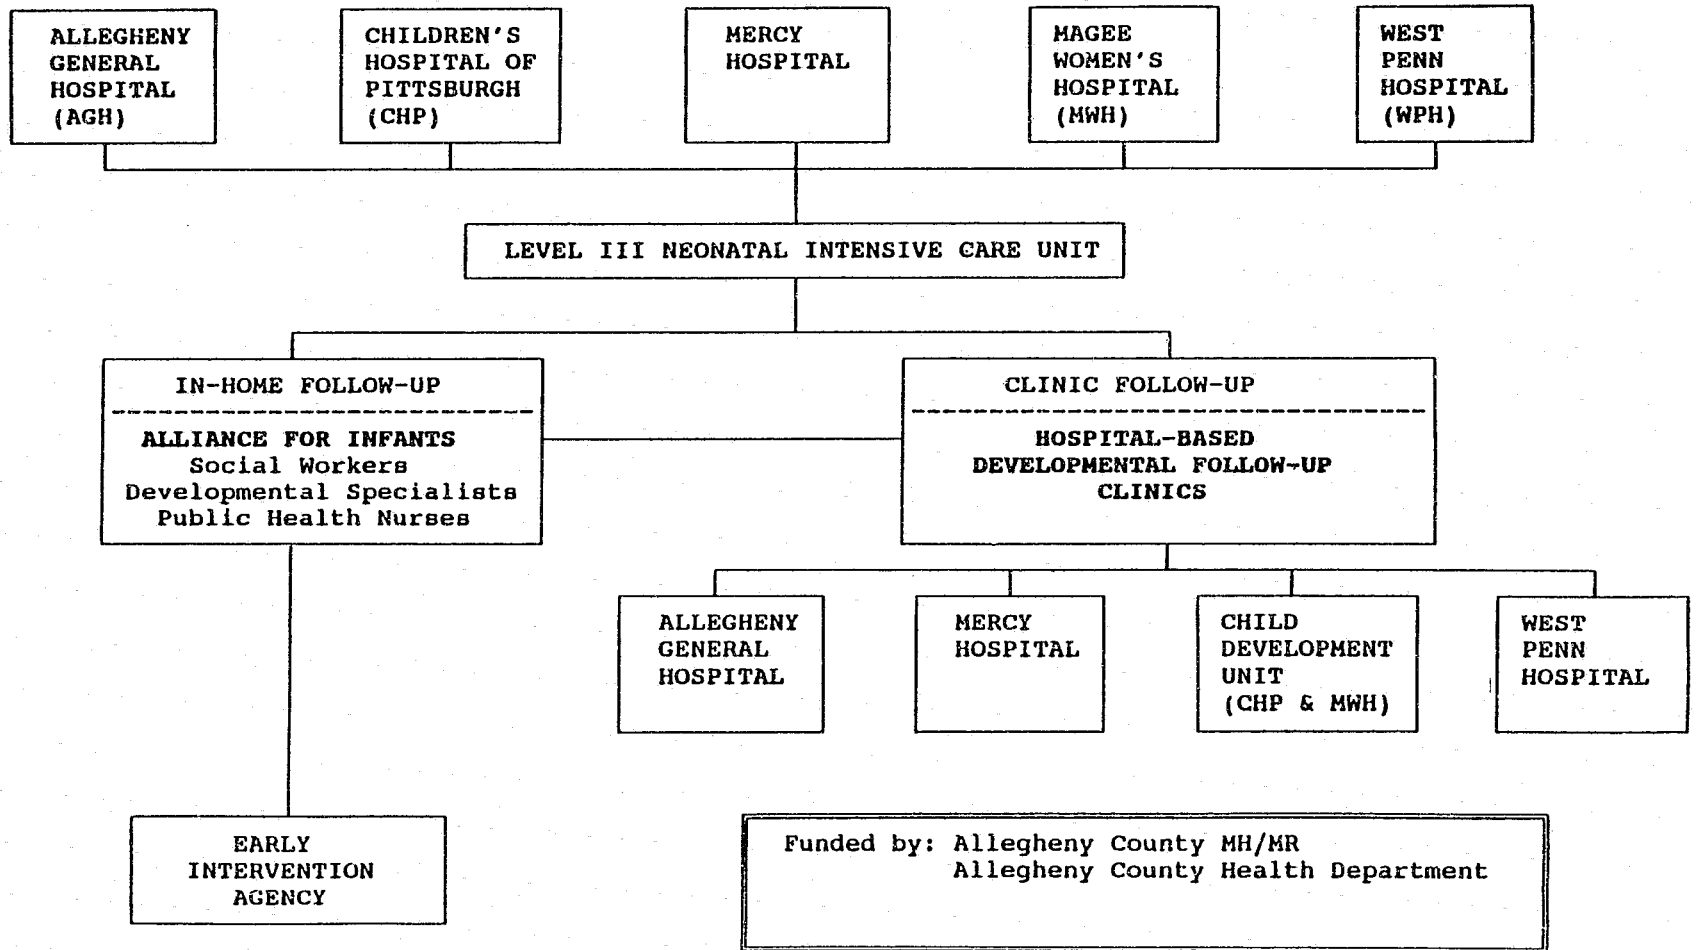 ALLEGHENY
GENERAL
HOSPITAL
(AGH)
CHILDREN'S
HOSPITAL OF
PITTSBURGH
(CHP)
MERCY
HOSPITAL
MAGEE
WOMEN'S
HOSPITAL
(MWH)
WEST
PENN
HOSPITAL
(WPH)
LEVEL III NEONATAL INTENSIVE CARE UNIT
IN-HOME FOLLOW-UP
ALLIANCE FOR INFANTS
Social Workers
Developmental Specialists
Public Health Nurses
CLINIC FOLLOW-UP
HOSPITAL-BASED
DEVELOPMENTAL FOLLOW-UP
CLINICS
ALLEGHENY
GENERAL
HOSPITAL
MERCY
HOSPITAL
CHILD
DEVELOPMENT
UNIT
(CHP & MWH)
WEST
PENN
HOSPITAL
EARLY
INTERVENTION
AGENCY
Funded by: Allegheny County MH/MR
Allegheny County Health Department